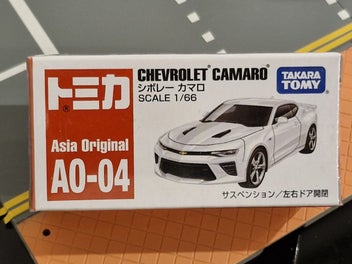 トミカ®
CHEVROLET® CAMARO®
シボレー カマロ
SCALE 1/66
TAKARA
TOMY®
Asia Original
AO-04
サスペンション／左右ドア開閉